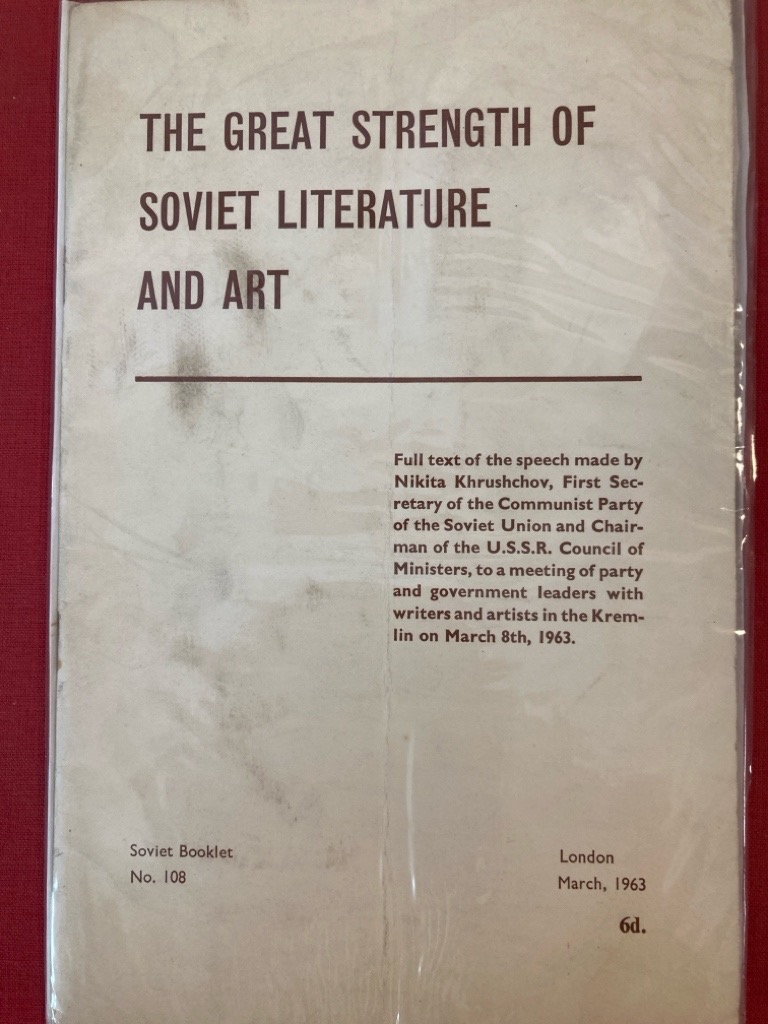 THE GREAT STRENGTH OF
SOVIET LITERATURE
AND ART
Full text of the speech made by
Nikita Khrushchov, First Sec-
retary of the Communist Party
of the Soviet Union and Chair-
man of the U.S.S.R. Council of
Ministers, to a meeting of party
and government leaders with
writers and artists in the Krem-
lin on March 8th, 1963.
Soviet Booklet
No. 108
London
March, 1963
6d.